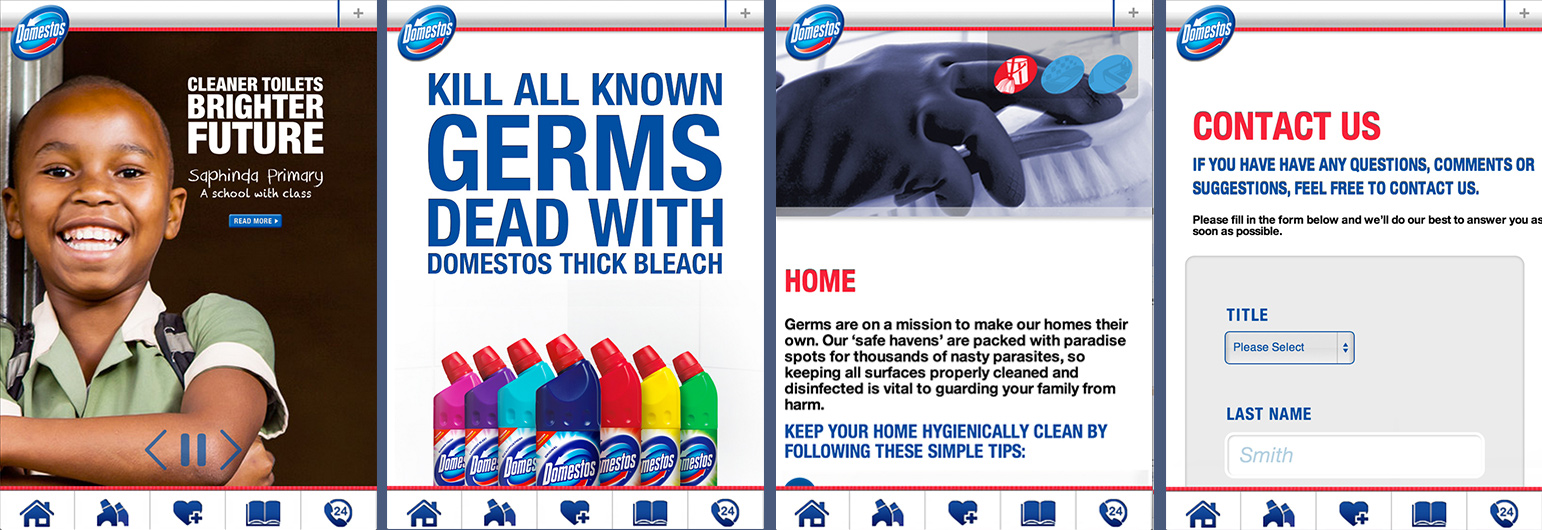 Domestos
+
CLEANER TOILETS
BRIGHTER
FUTURE
Saphinda Primary
A school with class
READ MORE
24
Domestos
+
KILL ALL KNOWN
GERMS
DEAD WITH
DOMESTOS THICK BLEACH
Domestos
24
Domestos
+
HOME
Germs are on a mission to make our homes their
own. Our ‘safe havens’ are packed with paradise
spots for thousands of nasty parasites, so
keeping all surfaces properly cleaned and
disinfected is vital to guarding your family from
harm.
KEEP YOUR HOME HYGIENICALLY CLEAN BY
FOLLOWING THESE SIMPLE TIPS:
24
Domestos
+
CONTACT US
IF YOU HAVE HAVE ANY QUESTIONS, COMMENTS OR
SUGGESTIONS, FEEL FREE TO CONTACT US.
Please fill in the form below and we’ll do our best to answer you as
soon as possible.
TITLE
Please Select
LAST NAME
Smith
24